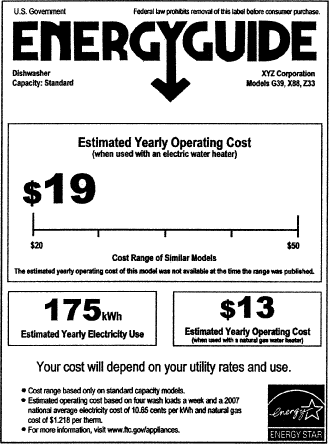 U.S. Government Federal law prohibits removal of this label before consumer purchase.
ENERGYGUIDE
Dishwasher XYZ Corporation
Capacity: Standard Models G39, X88, Z33
Estimated Yearly Operating Cost
(when used with an electric water heater)
$19
$20 $50
Cost Range of Similar Models
The estimated yearly operating cost of this model was not available at the time the range was published.
175kWh
Estimated Yearly Electricity Use
$13
Estimated Yearly Operating Cost
(when used with a natural gas water heater)
Your cost will depend on your utility rates and use.
● Cost range based only on standard capacity models.
● Estimated operating cost based on four wash loads a week and a 2007
national average electricity cost of 10.65 cents per kWh and natural gas
cost of $1.218 per therm.
● For more information, visit www.ftc.gov/appliances.
energy
ENERGY STAR